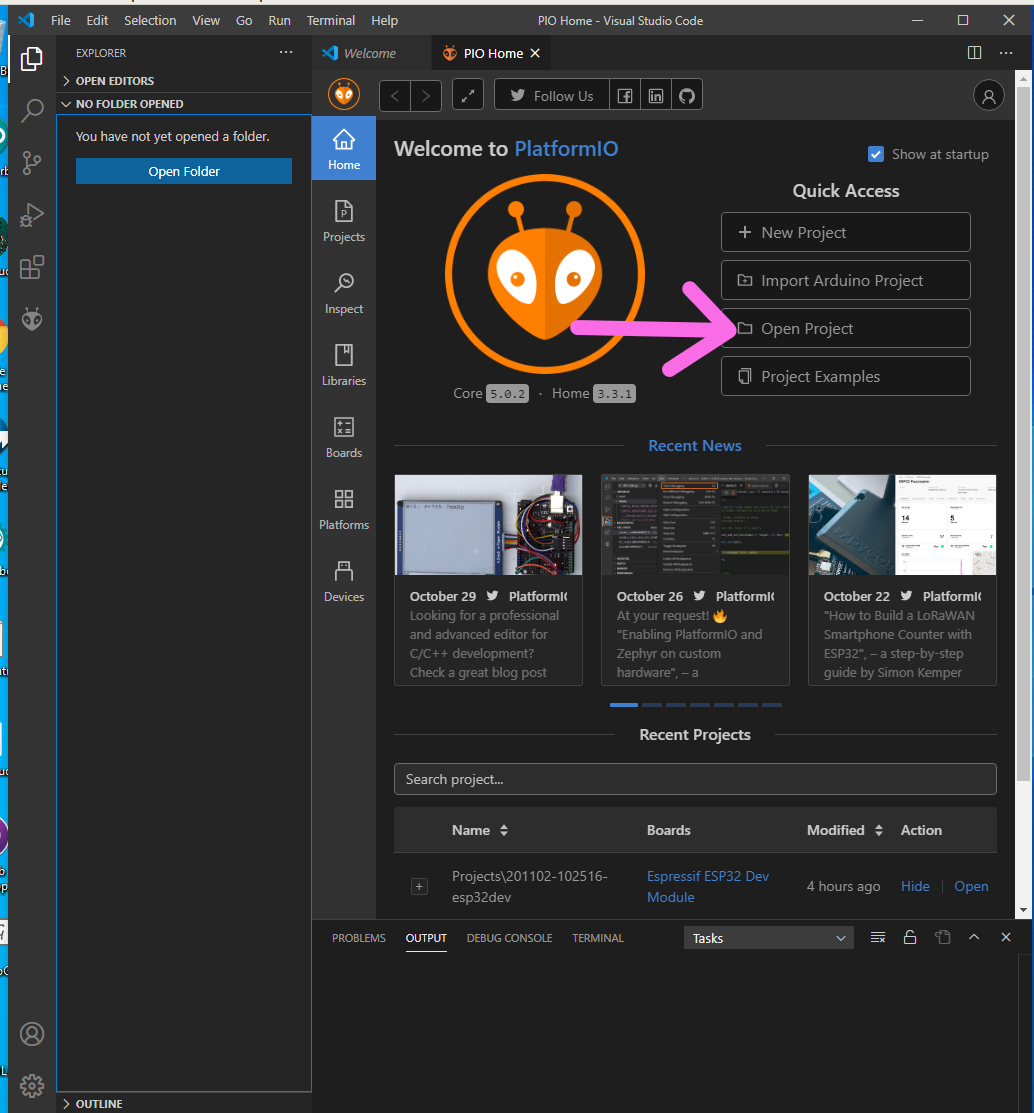 File Edit Selection View Go Run Terminal Help
PIO Home - Visual Studio Code
EXPLORER
OPEN EDITORS
NO FOLDER OPENED
You have not yet opened a folder.
Open Folder
OUTLINE
Welcome
PIO Home
Follow Us
Home
Projects
Inspect
Libraries
Boards
Platforms
Devices
Welcome to PlatformIO
Show at startup
Core 5.0.2 · Home 3.3.1
Quick Access
New Project
Import Arduino Project
Open Project
Project Examples
Recent News
October 29 PlatformIO
Looking for a professional
and advanced editor for
C/C++ development?
Check a great blog post
October 26 PlatformIO
At your request! 🔥
"Enabling PlatformIO and
Zephyr on custom
hardware", – a
October 22 PlatformIO
"How to Build a LoRaWAN
Smartphone Counter with
ESP32", – a step-by-step
guide by Simon Kemper
Recent Projects
Search project...
Name Boards Modified Action
Projects\201102-102516-
esp32dev
Espressif ESP32 Dev
Module
4 hours ago
Hide Open
PROBLEMS OUTPUT DEBUG CONSOLE TERMINAL
Tasks